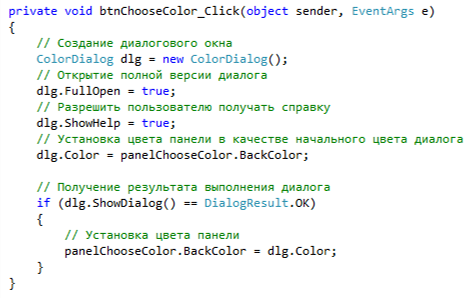 private void btnChooseColor_Click(object sender, EventArgs e)
{
    // Создание диалогового окна
    ColorDialog dlg = new ColorDialog();
    // Открытие полной версии диалога
    dlg.FullOpen = true;
    // Разрешить пользователю получать справку
    dlg.ShowHelp = true;
    // Установка цвета панели в качестве начального цвета диалога
    dlg.Color = panelChooseColor.BackColor;

    // Получение результата выполнения диалога
    if (dlg.ShowDialog() == DialogResult.OK)
    {
        // Установка цвета панели
        panelChooseColor.BackColor = dlg.Color;
    }
}